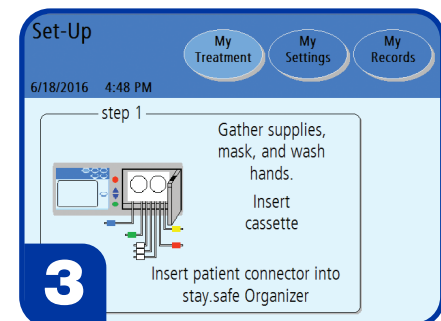 Set-Up
My
Treatment
My
Settings
My
Records
6/18/2016 4:48 PM
step 1
Gather supplies,
mask, and wash
hands.
Insert
cassette
Insert patient connector into
stay.safe Organizer
3